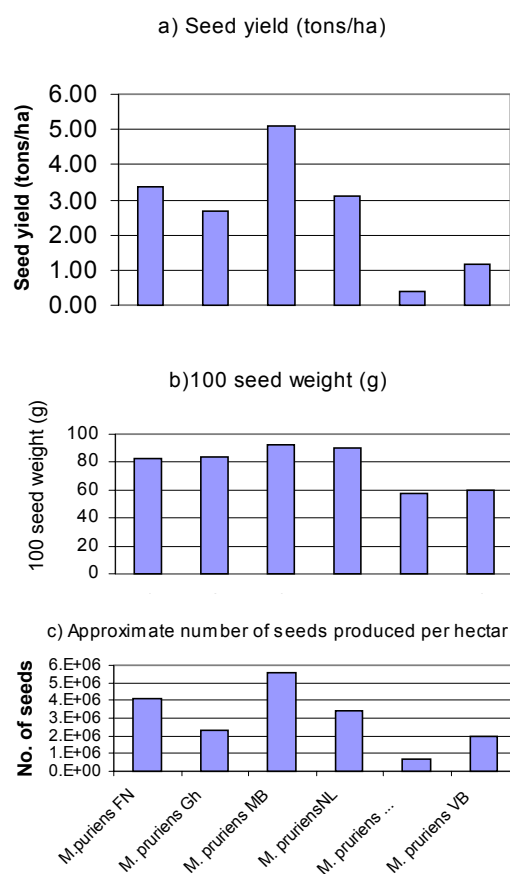 a) Seed yield (tons/ha)
Seed yield (tons/ha)
6.00
5.00
4.00
3.00
2.00
1.00
0.00
b)100 seed weight (g)
100 seed weight (g)
100
80
60
40
20
0
c) Approximate number of seeds produced per hectar
No. of seeds
6.E+06
5.E+06
4.E+06
3.E+06
2.E+06
1.E+06
0.E+00
M.puriens FN
M. pruriens Gh
M. pruriens MB
M. pruriensNL
M. pruriens ...
M. pruriens VB